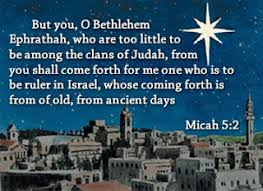 But you, O Bethlehem
Ephrathah, who are too little to
be among the clans of Judah, from
you shall come forth for me one who is to
be ruler in Israel, whose coming forth is
from of old, from ancient days
Micah 5:2